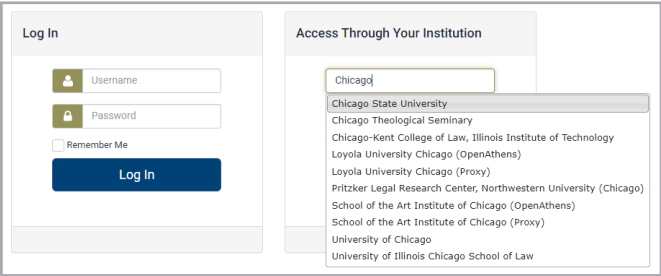 Log In
Username
Password
Remember Me
Log In
Access Through Your Institution
Chicago
Chicago State University
Chicago Theological Seminary
Chicago-Kent College of Law, Illinois Institute of Technology
Loyola University Chicago (OpenAthens)
Loyola University Chicago (Proxy)
Pritzker Legal Research Center, Northwestern University (Chicago)
School of the Art Institute of Chicago (OpenAthens)
School of the Art Institute of Chicago (Proxy)
University of Chicago
University of Illinois Chicago School of Law